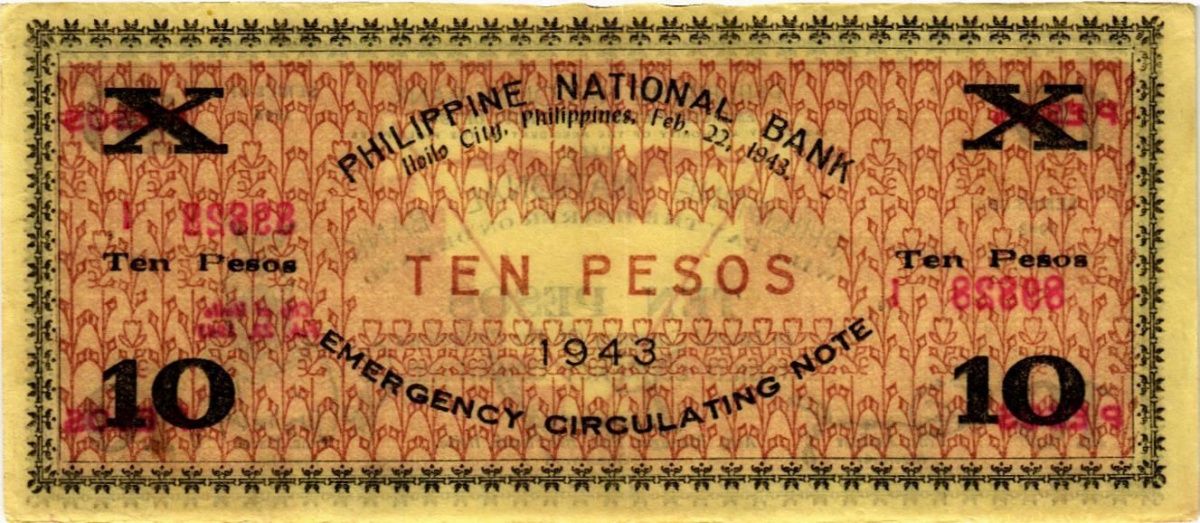 X
X
PHILIPPINE NATIONAL BANK
Iloilo City, Philippines, Feb. 22, 1943.
Ten Pesos
Ten Pesos
TEN PESOS
1943
EMERGENCY CIRCULATING NOTE
10
10